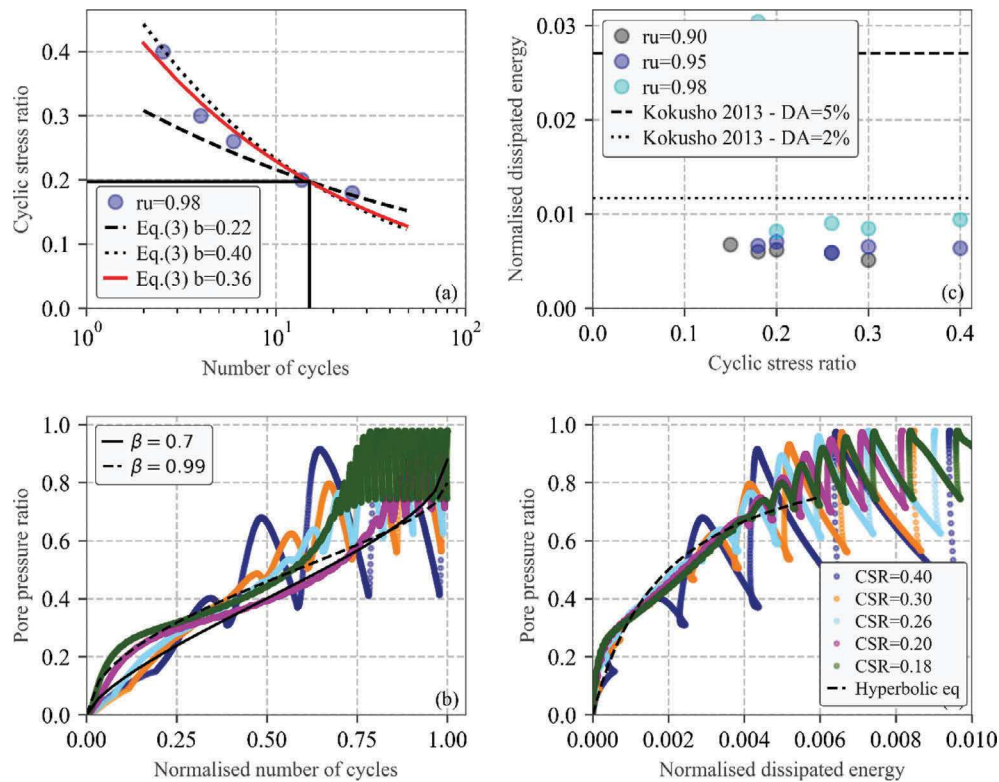 Cyclic stress ratio
0.4
0.3
0.2
0.1
0.0
ru=0.98
Eq.(3) b=0.22
Eq.(3) b=0.40
Eq.(3) b=0.36
(a)
10^0
10^1
10^2
Number of cycles
Normalised dissipated energy
0.03
0.02
0.01
0.00
ru=0.90
ru=0.95
ru=0.98
Kokusho 2013 - DA=5%
Kokusho 2013 - DA=2%
(c)
0.0
0.1
0.2
0.3
0.4
Cyclic stress ratio
Pore pressure ratio
1.0
0.8
0.6
0.4
0.2
0.0
β = 0.7
β = 0.99
(b)
0.00
0.25
0.50
0.75
1.00
Normalised number of cycles
Pore pressure ratio
1.0
0.8
0.6
0.4
0.2
0.0
CSR=0.40
CSR=0.30
CSR=0.26
CSR=0.20
CSR=0.18
Hyperbolic eq
0.000
0.002
0.004
0.006
0.008
0.010
Normalised dissipated energy